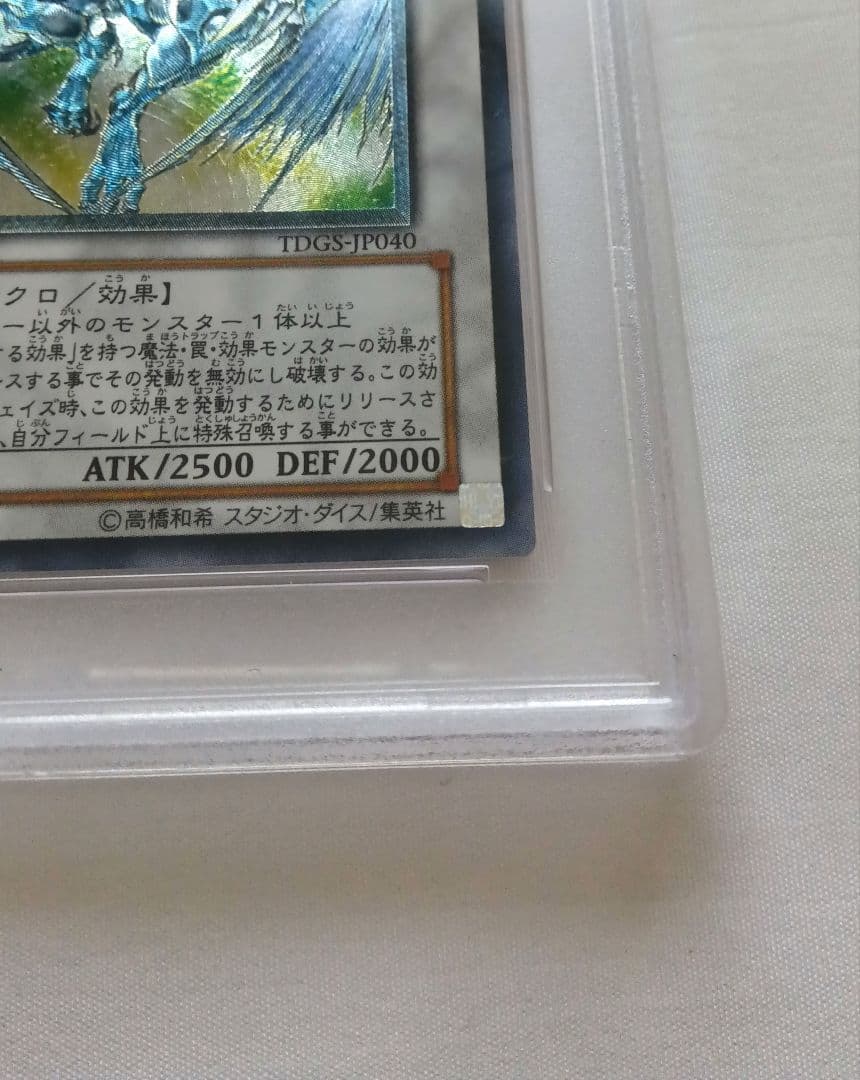 TDGS-JP040
クロ／効果】
ー以外のモンスター１体以上
る効果」を持つ魔法・罠・効果モンスターの効果が
スする事でその発動を無効にし破壊する。この効
ェイズ時、この効果を発動するためにリリースさ
、自分フィールド上に特殊召喚する事ができる。
ATK/2500 DEF/2000
©高橋和希 スタジオ・ダイス/集英社